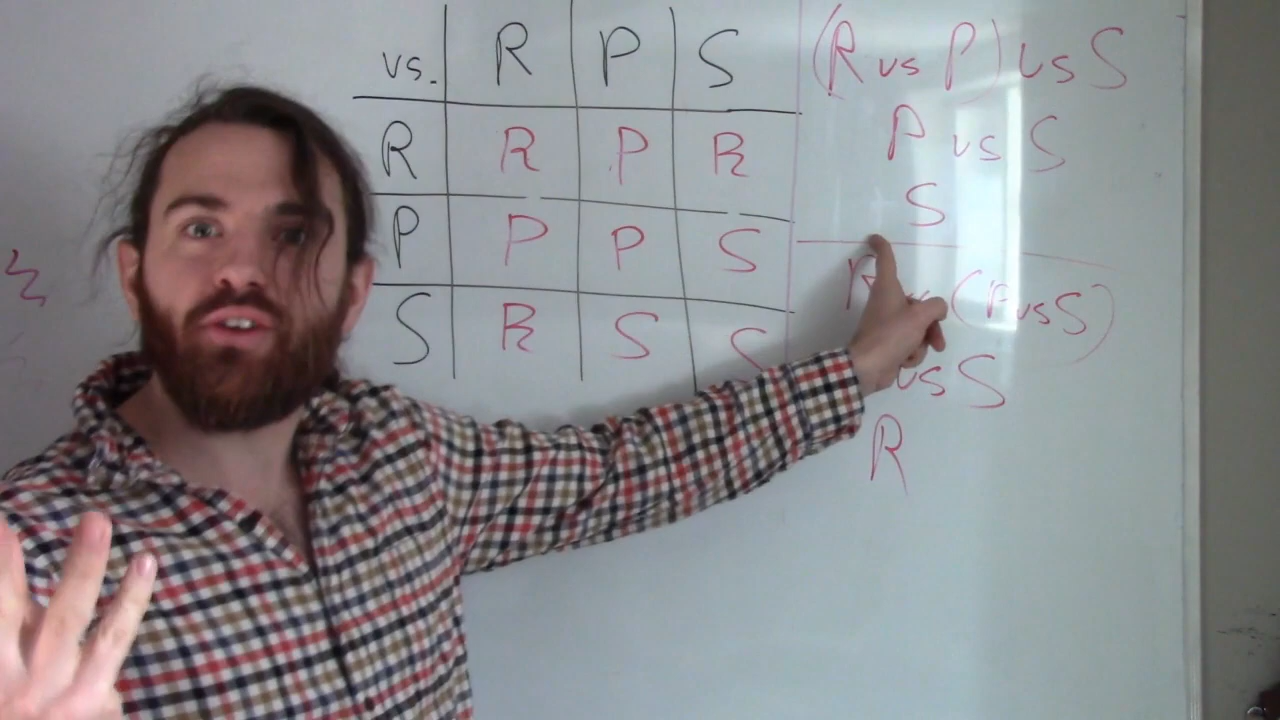 vs. R P S
R R P R
P P P S
S R S S
(R vs P) vs S
P vs S
S
R (P vs S)
vs S
R